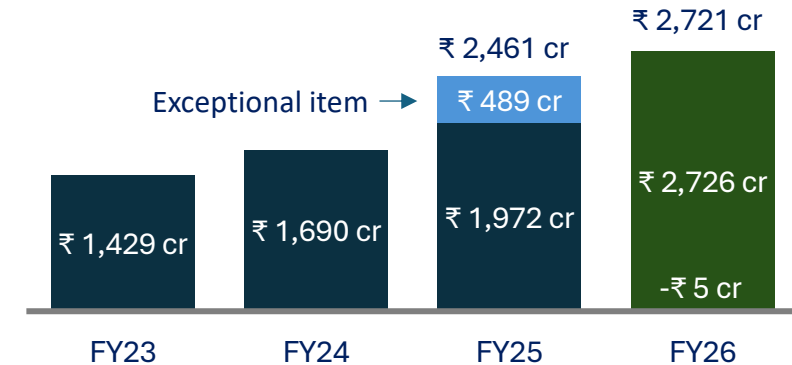 ₹ 2,721 cr
₹ 2,461 cr
Exceptional item
₹ 489 cr
₹ 2,726 cr
₹ 1,972 cr
₹ 1,690 cr
₹ 1,429 cr
-₹ 5 cr
FY23
FY24
FY25
FY26